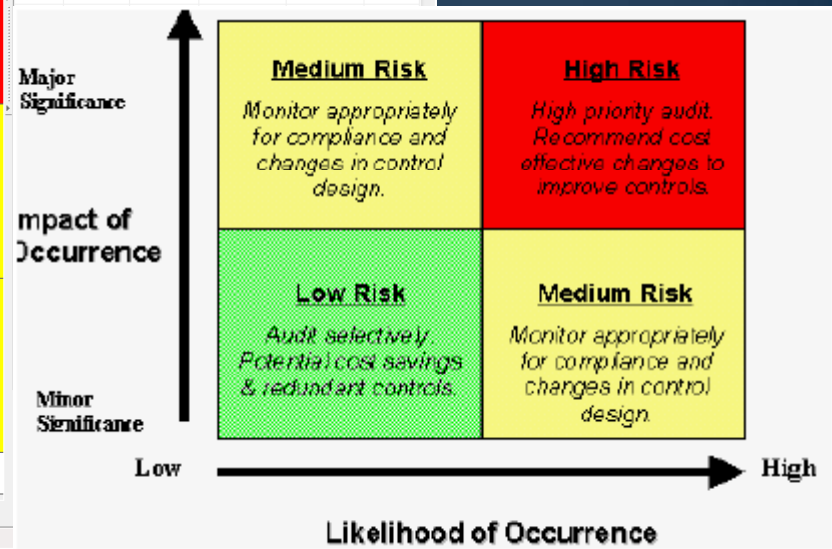 Major
Significance
Medium Risk
Monitor appropriately
for compliance and
changes in control
design.
High Risk
High priority audit.
Recommend cost
effective changes to
improve controls.
mpact of
Occurrence
Low Risk
Audit selectively.
Potential cost savings
& redundant controls.
Medium Risk
Monitor appropriately
for compliance and
changes in control
design.
Minor
Significance
Low
High
Likelihood of Occurrence